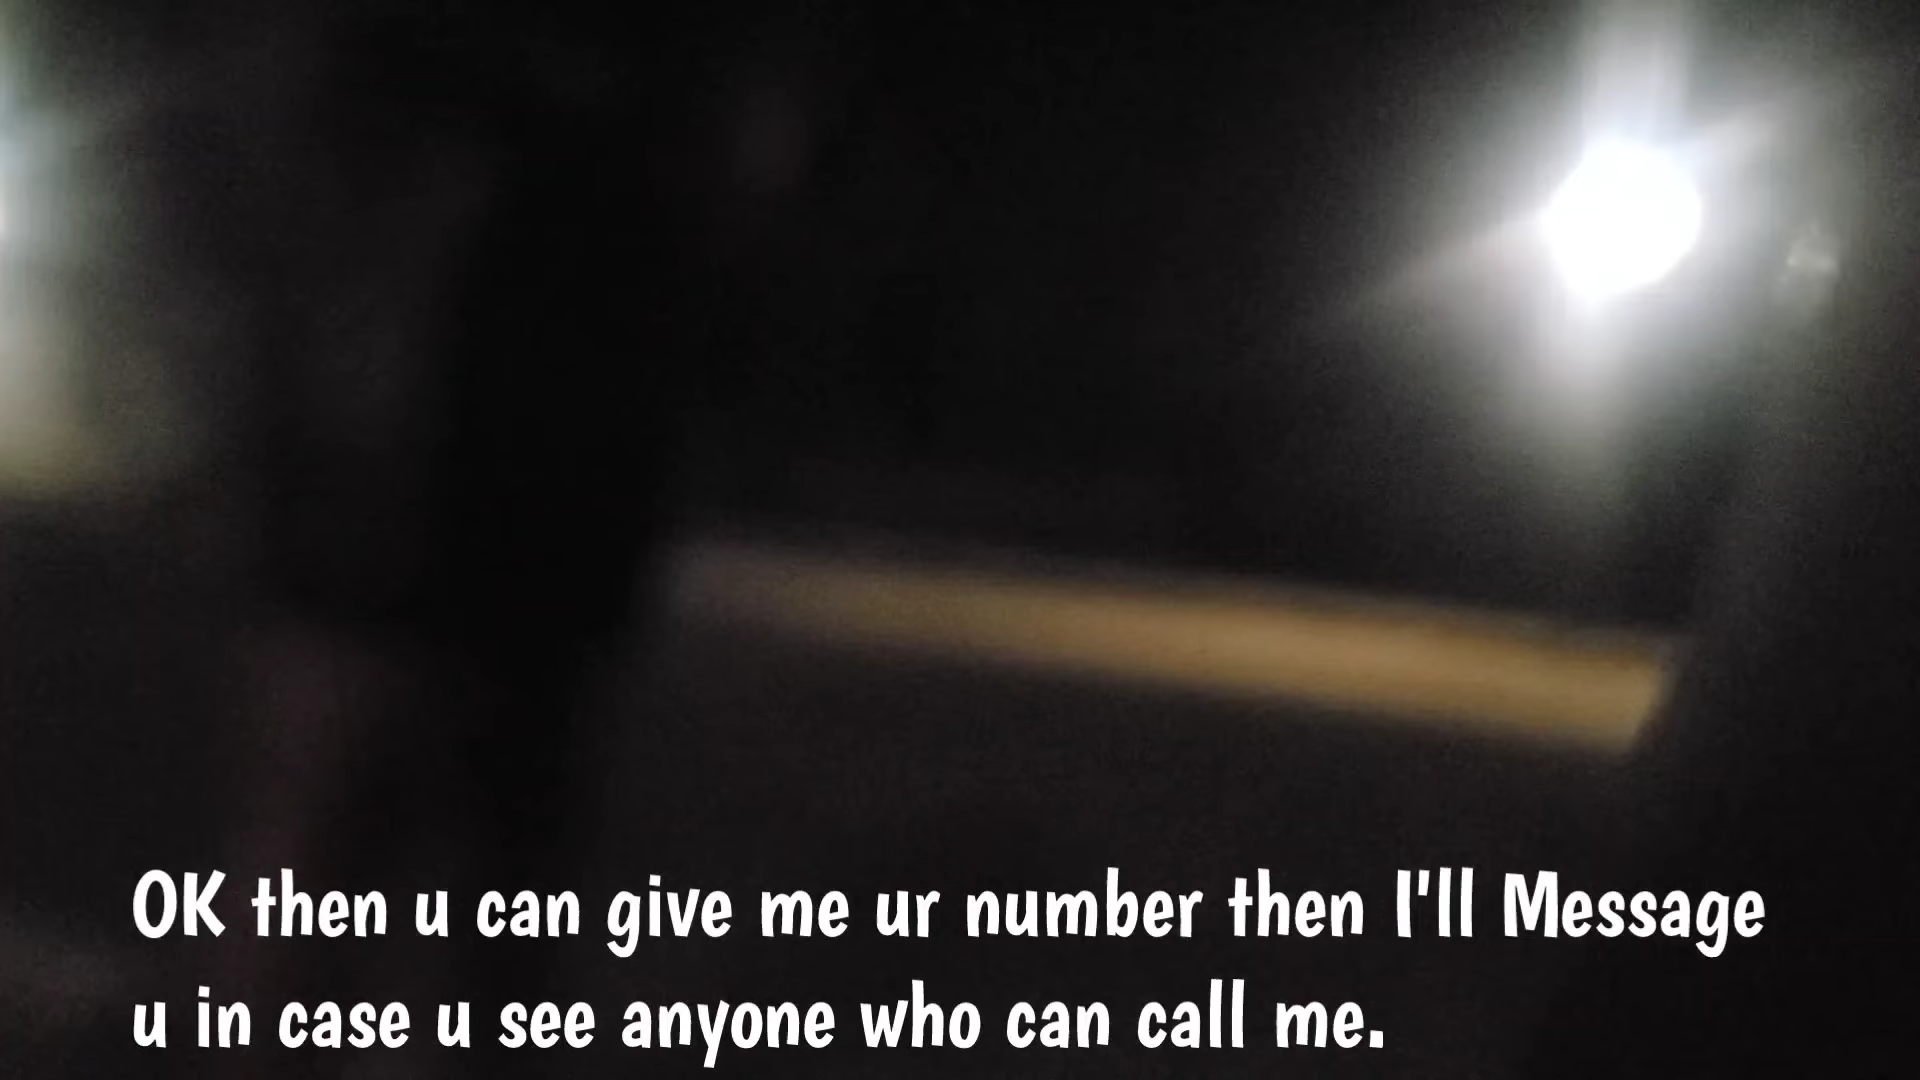 OK then u can give me ur number then I'll Message
u in case u see anyone who can call me.